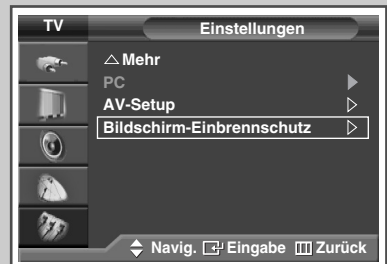 TV
Einstellungen
△ Mehr
PC
AV-Setup
Bildschirm-Einbrennschutz
Navig. Eingabe Zurück